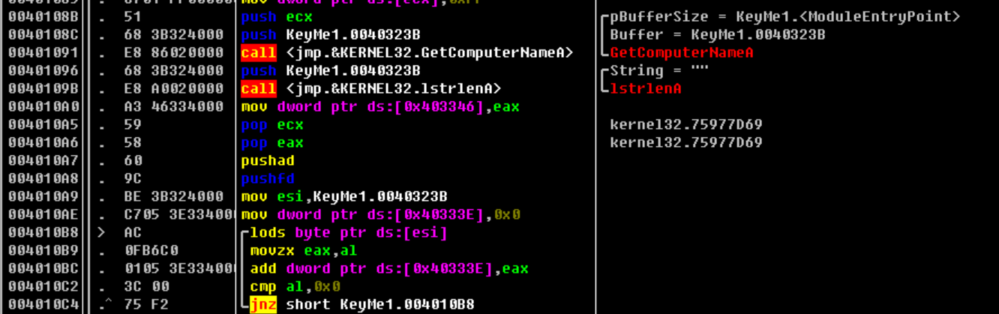 0040108B . 51 push ecx pBufferSize = KeyMe1.<ModuleEntryPoint>
0040108C . 68 3B324000 push KeyMe1.0040323B Buffer = KeyMe1.0040323B
00401091 . E8 86020000 call <jmp.&KERNEL32.GetComputerNameA> GetComputerNameA
00401096 . 68 3B324000 push KeyMe1.0040323B String = ""
0040109B . E8 A0020000 call <jmp.&KERNEL32.lstrlenA> lstrlenA
004010A0 . A3 46334000 mov dword ptr ds:[0x403346],eax
004010A5 . 59 pop ecx kernel32.75977D69
004010A6 . 58 pop eax kernel32.75977D69
004010A7 . 60 pushad
004010A8 . 9C pushfd
004010A9 . BE 3B324000 mov esi,KeyMe1.0040323B
004010AE . C705 3E33400 mov dword ptr ds:[0x40333E],0x0
004010B8 > AC lods byte ptr ds:[esi]
004010B9 . 0FB6C0 movzx eax,al
004010BC . 0105 3E33400 add dword ptr ds:[0x40333E],eax
004010C2 . 3C 00 cmp al,0x0
004010C4 .^ 75 F2 jnz short KeyMe1.004010B8